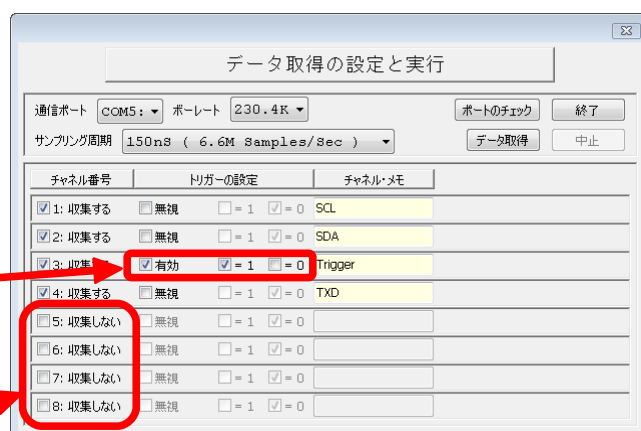 データ取得の設定と実行
通信ポート COM5: ボーレート 230.4K ポートのチェック 終了
サンプリング周期 150nS ( 6.6M Samples/Sec ) データ取得 中止
チャネル番号 トリガーの設定 チャネル・メモ
1: 収集する 無視 = 1 = 0 SCL
2: 収集する 無視 = 1 = 0 SDA
3: 収集する 有効 = 1 = 0 Trigger
4: 収集する 無視 = 1 = 0 TXD
5: 収集しない 無視 = 1 = 0
6: 収集しない 無視 = 1 = 0
7: 収集しない 無視 = 1 = 0
8: 収集しない 無視 = 1 = 0